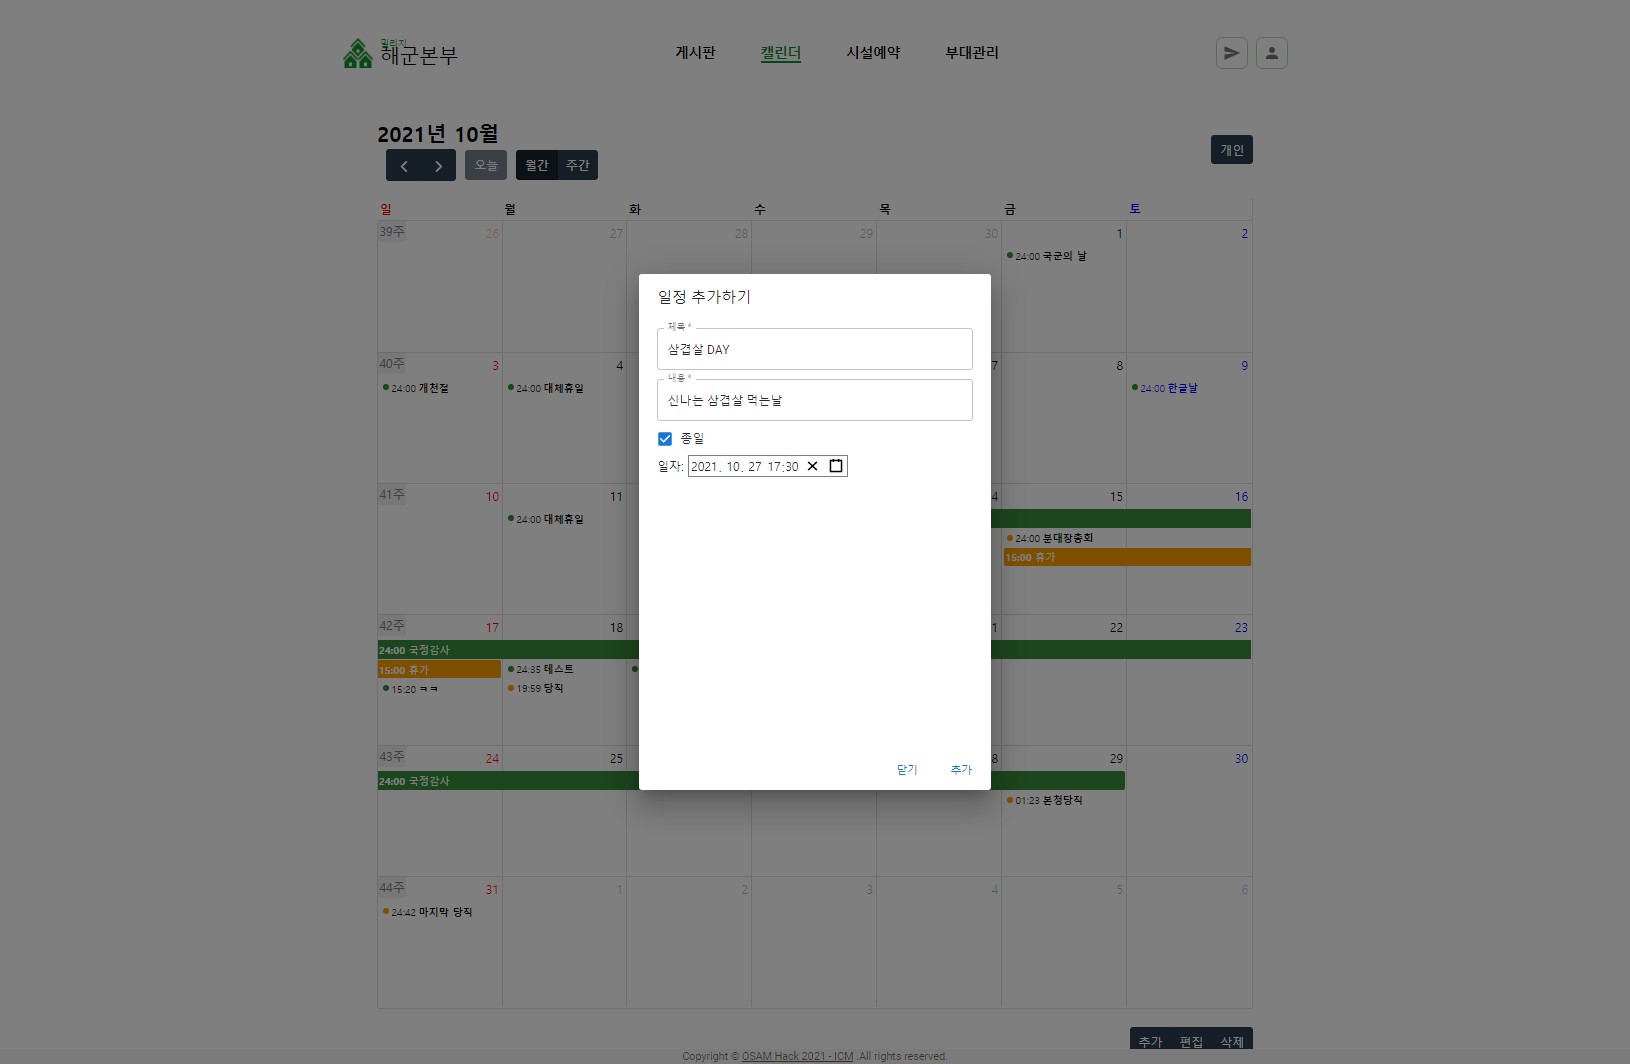 밀리지
해군본부
게시판 캘린더 시설예약 부대관리
2021년 10월
오늘 월간 주간 개인
일 월 화 수 목 금 토
39주 26 27 28 29 30 1 2
24:00 국군의 날
일정 추가하기
제목 *
삼겹살 DAY
내용 *
신나는 삼겹살 먹는날
종일
일자: 2021. 10. 27 17:30
닫기 추가
40주 3 4 7 8 9
24:00 개천절 24:00 대체휴일 24:00 한글날
41주 10 11 4 15 16
24:00 대체휴일
24:00 분대장총회
15:00 휴가
42주 17 18 1 22 23
24:00 국정감사
15:00 휴가 24:35 테스트
15:20 ㅋㅋ 19:59 당직
43주 24 25 8 29 30
24:00 국정감사
01:23 본청당직
44주 31 1 2 3 4 5 6
24:42 마지막 당직
추가 편집 삭제
Copyright © OSAM Hack 2021 - ICM .All rights reserved.